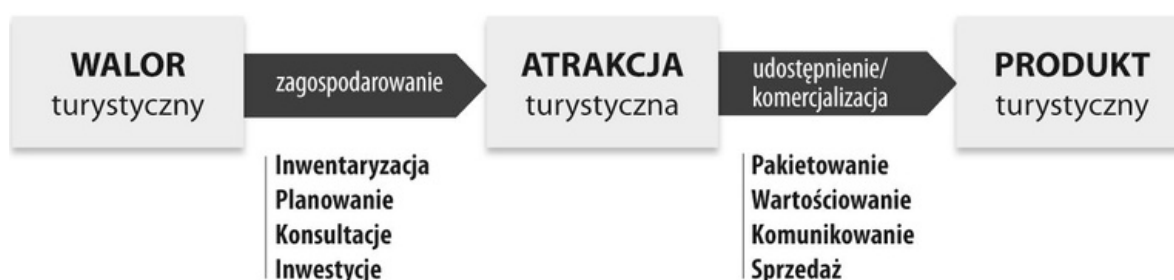 WALOR
turystyczny
zagospodarowanie
ATRAKCJA
turystyczna
udostępnienie/
komercjalizacja
PRODUKT
turystyczny
Inwentaryzacja
Planowanie
Konsultacje
Inwestycje
Pakietowanie
Wartościowanie
Komunikowanie
Sprzedaż